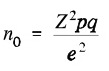 n₀ = Z²pq / e²